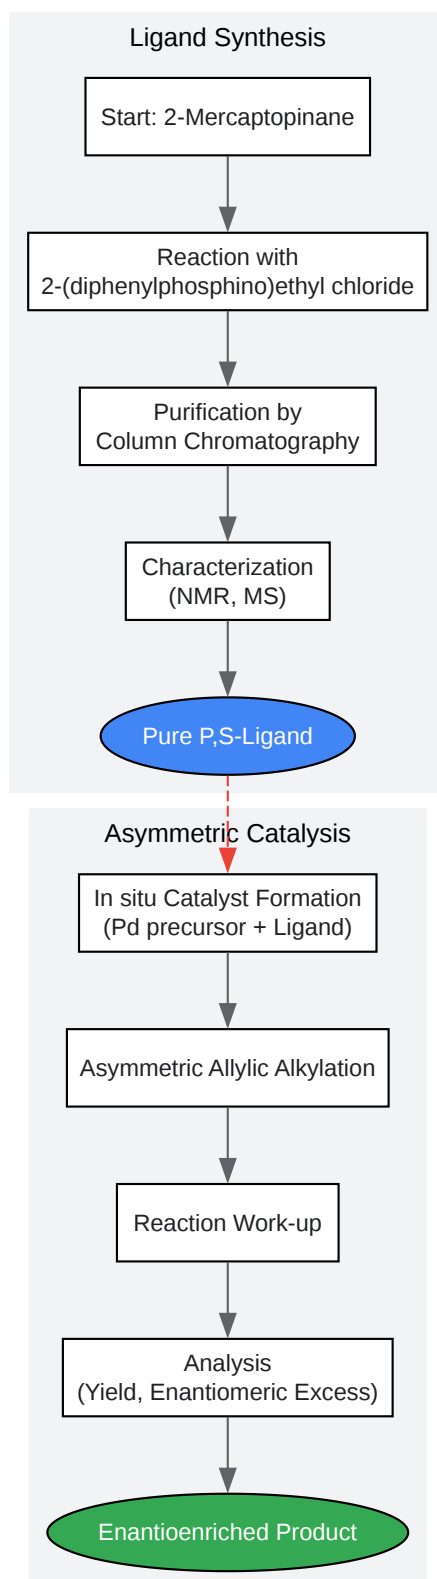 Ligand Synthesis
Start: 2-Mercaptopinane
Reaction with
2-(diphenylphosphino)ethyl chloride
Purification by
Column Chromatography
Characterization
(NMR, MS)
Pure P,S-Ligand
Asymmetric Catalysis
In situ Catalyst Formation
(Pd precursor + Ligand)
Asymmetric Allylic Alkylation
Reaction Work-up
Analysis
(Yield, Enantiomeric Excess)
Enantioenriched Product